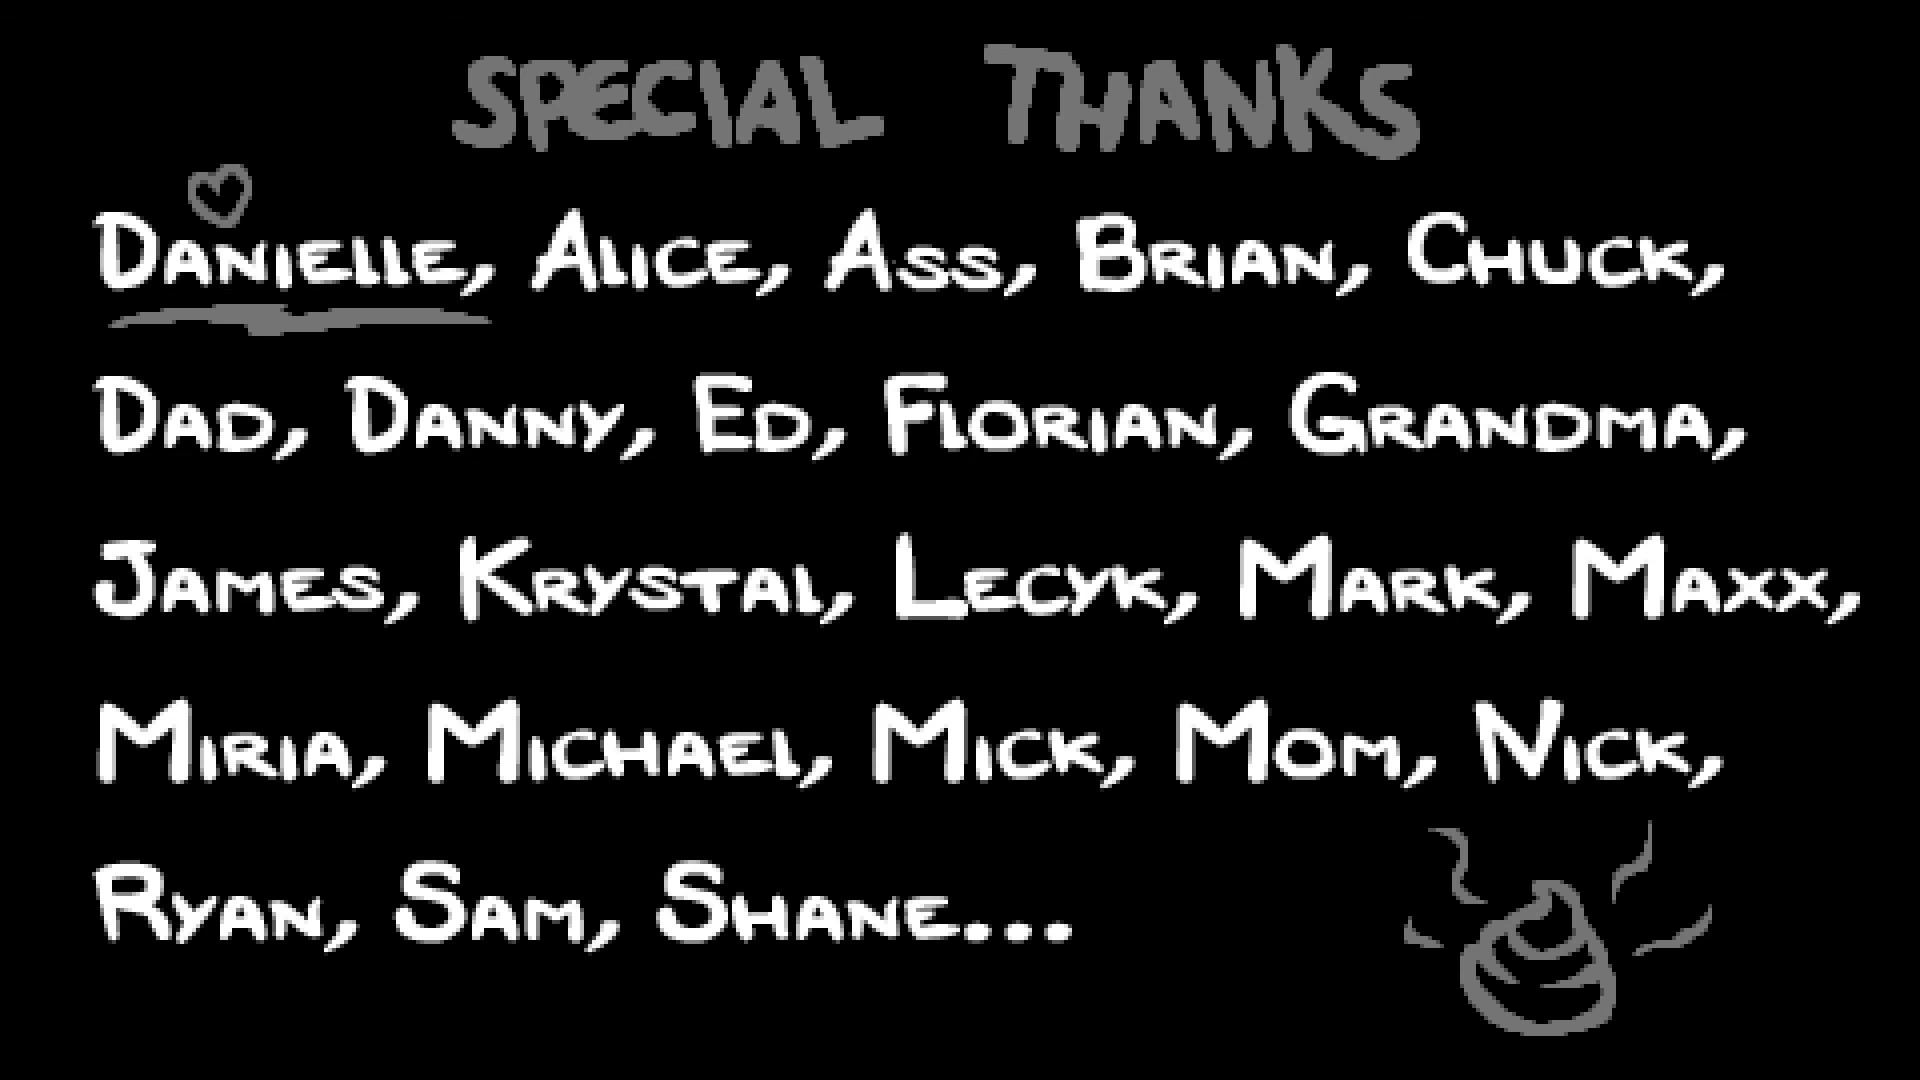 SPECIAL THANKS
Danielle, Alice, Ass, Brian, Chuck,
Dad, Danny, Ed, Florian, Grandma,
James, Krystal, Lecyk, Mark, Maxx,
Miria, Michael, Mick, Mom, Nick,
Ryan, Sam, Shane...